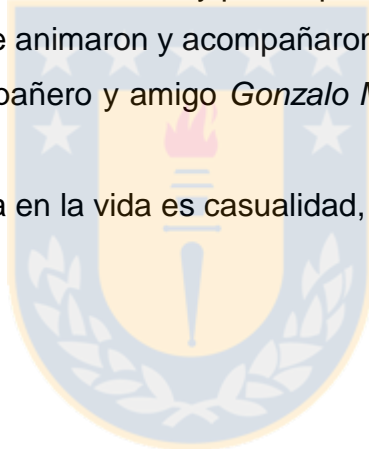 e animaron y acompañaron
pañero y amigo Gonzalo
a en la vida es casualidad,